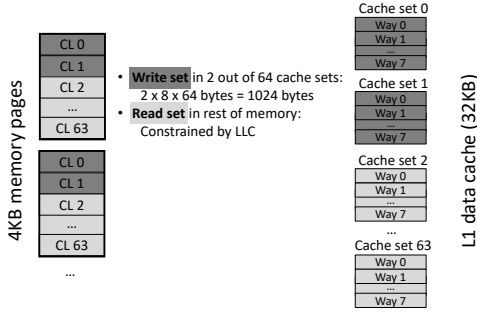 4KB memory pages
CL 0
CL 1
CL 2
...
CL 63
CL 0
CL 1
CL 2
...
CL 63
...
• Write set in 2 out of 64 cache sets:
2 x 8 x 64 bytes = 1024 bytes
• Read set in rest of memory:
Constrained by LLC
Cache set 0
Way 0
Way 1
...
Way 7
Cache set 1
Way 0
Way 1
...
Way 7
Cache set 2
Way 0
Way 1
...
Way 7
...
Cache set 63
Way 0
Way 1
...
Way 7
L1 data cache (32KB)